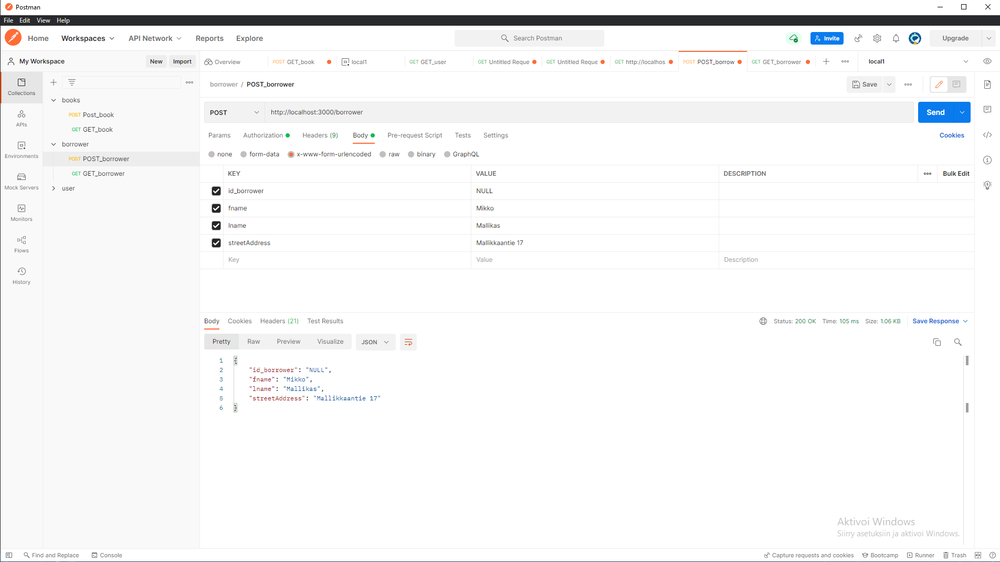 Postman
File Edit View Help
Home Workspaces API Network Reports Explore Search Postman Invite Upgrade
My Workspace New Import Overview POST GET_book local1 GET GET_user GET Untitled Reque GET Untitled Reque GET http://localhos POST POST_borrow GET GET_borrower local1
Collections
APIs
Environments
Mock Servers
Monitors
Flows
History
books
POST Post_book
GET GET_book
borrower
POST POST_borrower
GET GET_borrower
user
borrower / POST_borrower Save
POST http://localhost:3000/borrower Send
Params Authorization Headers (9) Body Pre-request Script Tests Settings Cookies
none form-data x-www-form-urlencoded raw binary GraphQL
KEY VALUE DESCRIPTION Bulk Edit
id_borrower NULL
fname Mikko
lname Mallikas
streetAddress Mallikkaantie 17
Key Value Description
Body Cookies Headers (21) Test Results Status: 200 OK Time: 105 ms Size: 1.06 KB Save Response
Pretty Raw Preview Visualize JSON
1 {
2 "id_borrower": "NULL",
3 "fname": "Mikko",
4 "lname": "Mallikas",
5 "streetAddress": "Mallikkaantie 17"
6 }
Aktivoi Windows
Siirry asetuksiin ja aktivoi Windows.
Find and Replace Console Capture requests and cookies Bootcamp Runner Trash